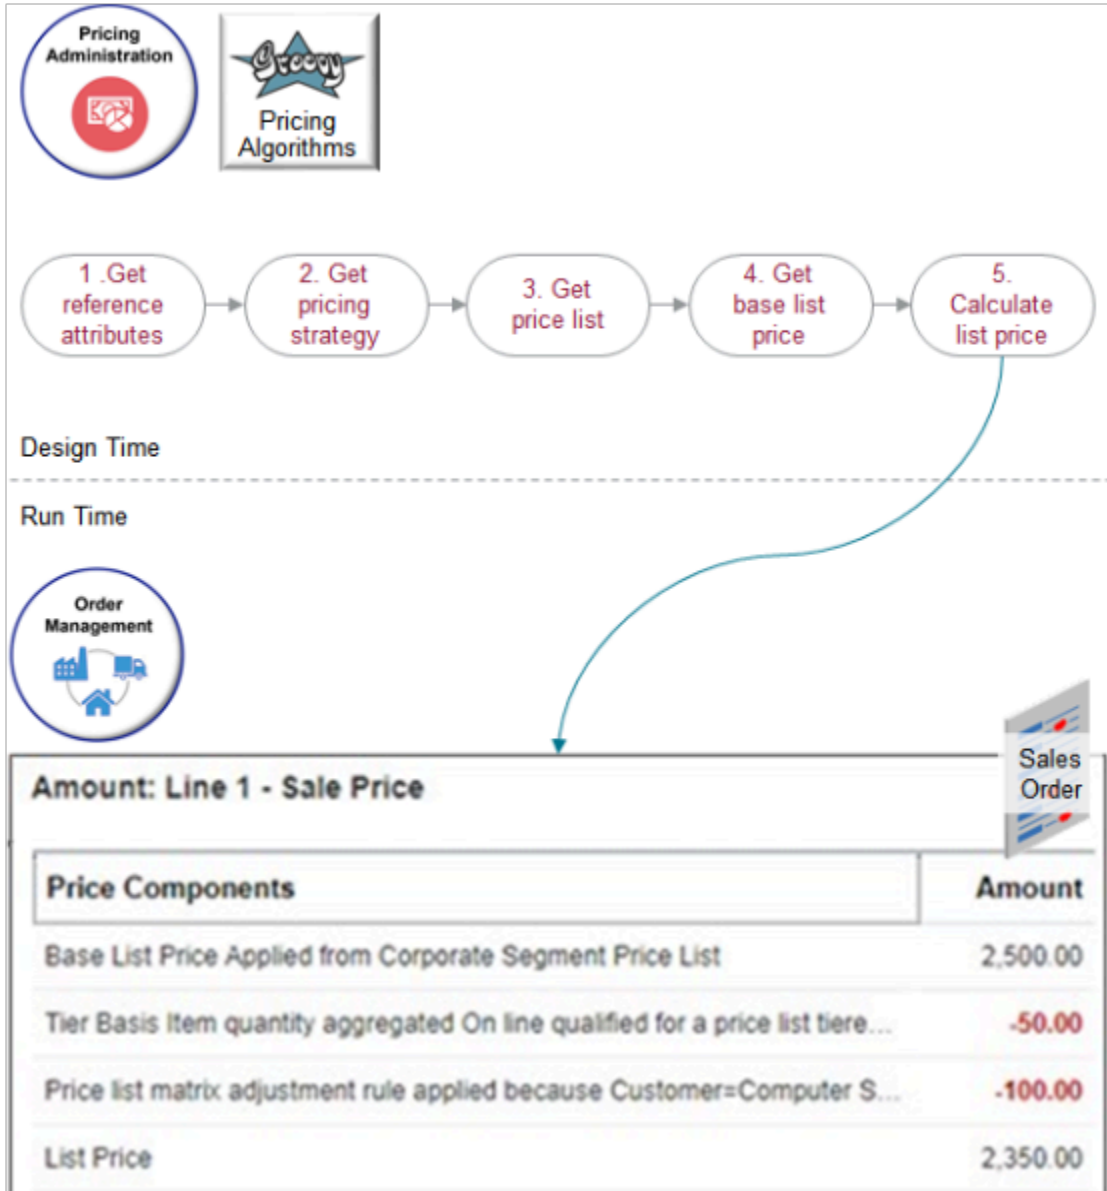 Pricing
Administration
Groovy
Pricing
Algorithms
1 .Get
reference
attributes
2. Get
pricing
strategy
3. Get
price list
4. Get
base list
price
5.
Calculate
list price
Design Time
Run Time
Order
Management
Sales
Order
Amount: Line 1 - Sale Price
Price Components Amount
Base List Price Applied from Corporate Segment Price List 2,500.00
Tier Basis Item quantity aggregated On line qualified for a price list tiere... -50.00
Price list matrix adjustment rule applied because Customer=Computer S... -100.00
List Price 2,350.00